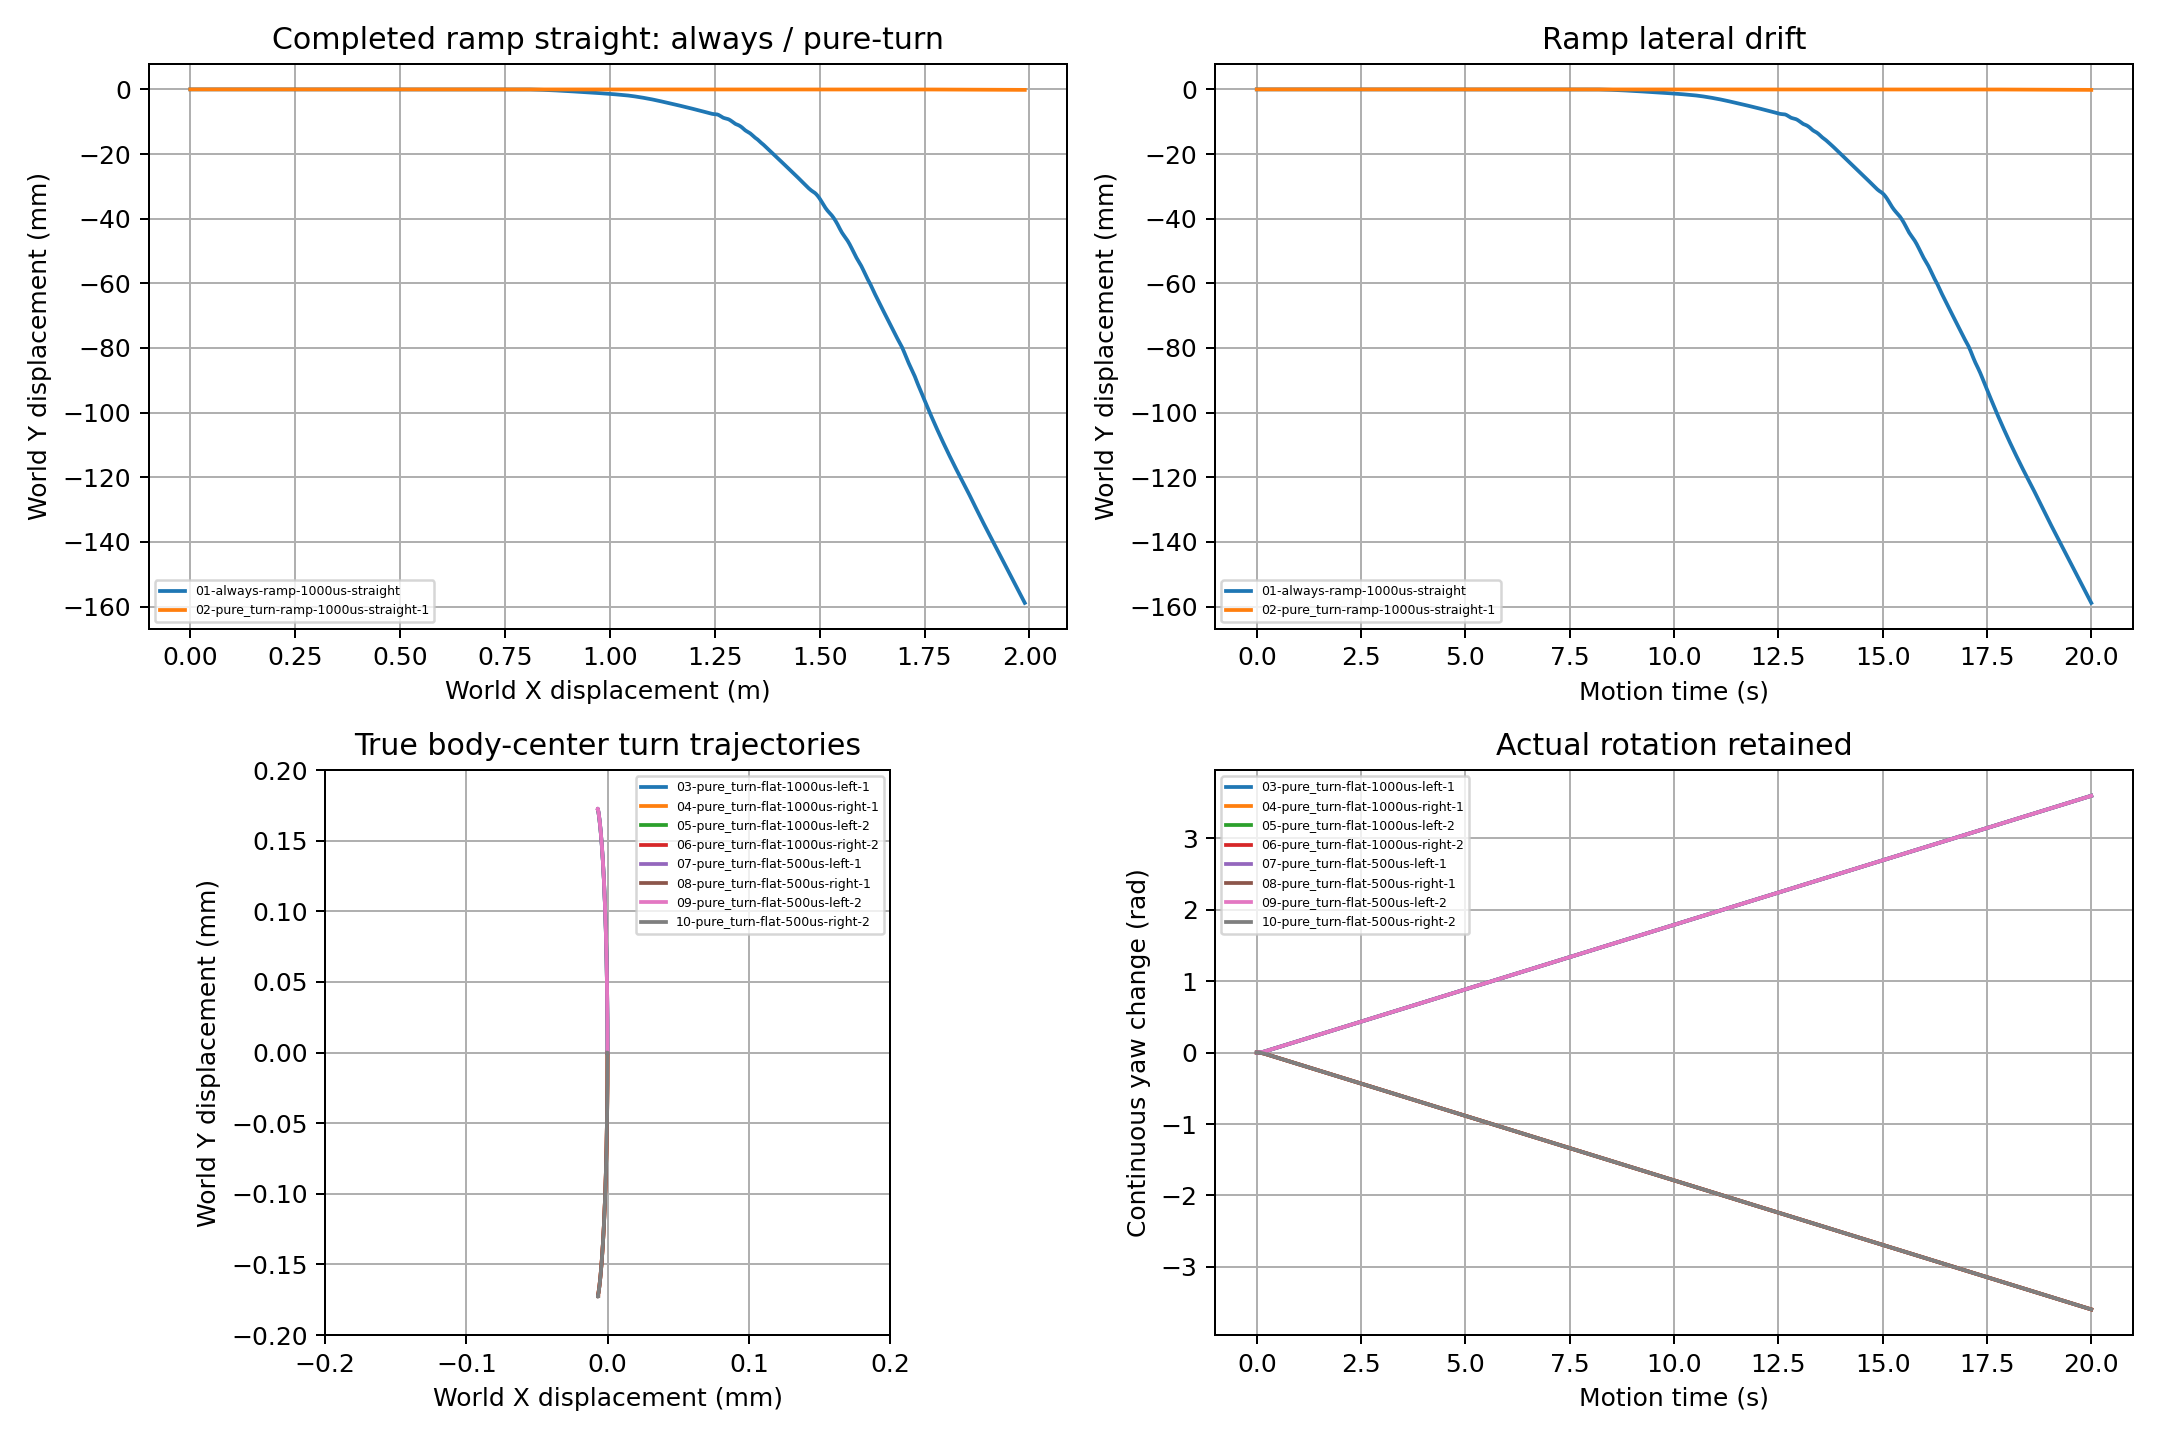 Completed ramp straight: always / pure-turn
World Y displacement (mm)
0
−20
−40
−60
−80
−100
−120
−140
−160
01-always-ramp-1000us-straight
02-pure_turn-ramp-1000us-straight-1
0.00 0.25 0.50 0.75 1.00 1.25 1.50 1.75 2.00
World X displacement (m)
Ramp lateral drift
World Y displacement (mm)
0
−20
−40
−60
−80
−100
−120
−140
−160
01-always-ramp-1000us-straight
02-pure_turn-ramp-1000us-straight-1
0.0 2.5 5.0 7.5 10.0 12.5 15.0 17.5 20.0
Motion time (s)
True body-center turn trajectories
World Y displacement (mm)
0.20
0.15
0.10
0.05
0.00
−0.05
−0.10
−0.15
−0.20
03-pure_turn-flat-1000us-left-1
04-pure_turn-flat-1000us-right-1
05-pure_turn-flat-1000us-left-2
06-pure_turn-flat-1000us-right-2
07-pure_turn-flat-500us-left-1
08-pure_turn-flat-500us-right-1
09-pure_turn-flat-500us-left-2
10-pure_turn-flat-500us-right-2
−0.2 −0.1 0.0 0.1 0.2
World X displacement (mm)
Actual rotation retained
Continuous yaw change (rad)
3
2
1
0
−1
−2
−3
03-pure_turn-flat-1000us-left-1
04-pure_turn-flat-1000us-right-1
05-pure_turn-flat-1000us-left-2
06-pure_turn-flat-1000us-right-2
07-pure_turn-flat-500us-left-1
08-pure_turn-flat-500us-right-1
09-pure_turn-flat-500us-left-2
10-pure_turn-flat-500us-right-2
0.0 2.5 5.0 7.5 10.0 12.5 15.0 17.5 20.0
Motion time (s)